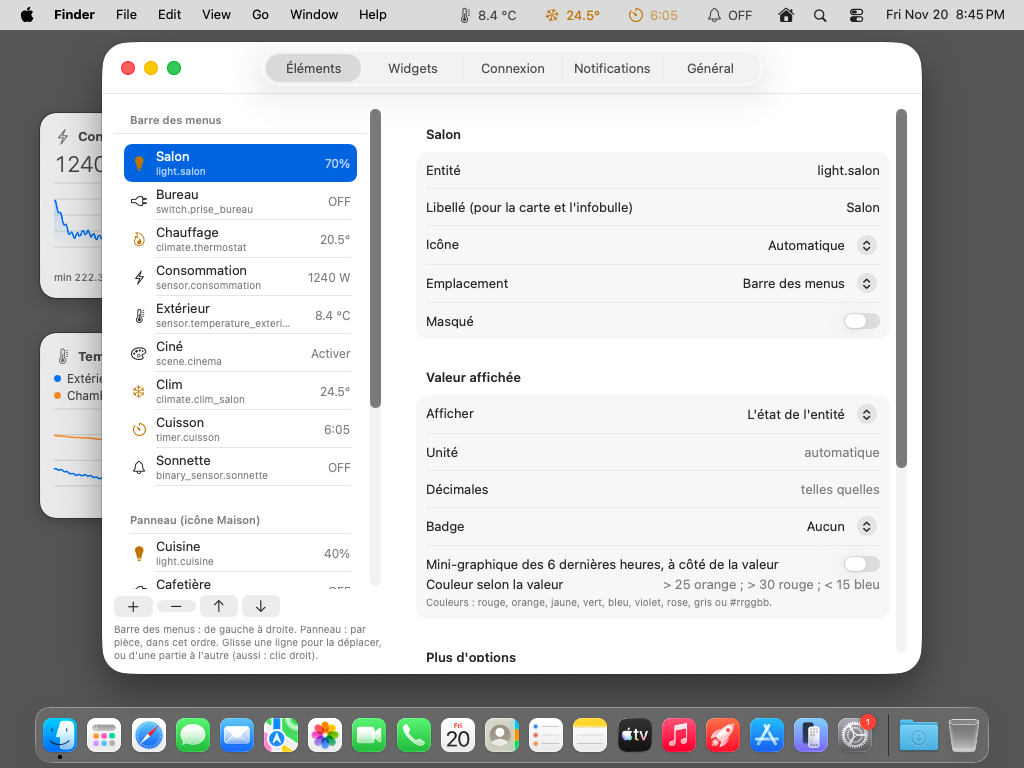 Finder File Edit View Go Window Help 8.4 °C 24.5° 6:05 OFF Fri Nov 20 8:45 PM
Éléments Widgets Connexion Notifications Général
Con
1240
min 222.3
Tem
Extérie
Cham
Barre des menus
Salon 70%
light.salon
Bureau OFF
switch.prise_bureau
Chauffage 20.5°
climate.thermostat
Consommation 1240 W
sensor.consommation
Extérieur 8.4 °C
sensor.temperature_exteri...
Ciné Activer
scene.cinema
Clim 24.5°
climate.clim_salon
Cuisson 6:05
timer.cuisson
Sonnette OFF
binary_sensor.sonnette
Panneau (icône Maison)
Cuisine 40%
light.cuisine
Cafetière OFF
Barre des menus : de gauche à droite. Panneau : par
pièce, dans cet ordre. Glisse une ligne pour la déplacer,
ou d'une partie à l'autre (aussi : clic droit).
Salon
Entité light.salon
Libellé (pour la carte et l'infobulle) Salon
Icône Automatique
Emplacement Barre des menus
Masqué
Valeur affichée
Afficher L'état de l'entité
Unité automatique
Décimales telles quelles
Badge Aucun
Mini-graphique des 6 dernières heures, à côté de la valeur
Couleur selon la valeur > 25 orange ; > 30 rouge ; < 15 bleu
Couleurs : rouge, orange, jaune, vert, bleu, violet, rose, gris ou #rrggbb.
Plus d'options
Fri
20
tv
1